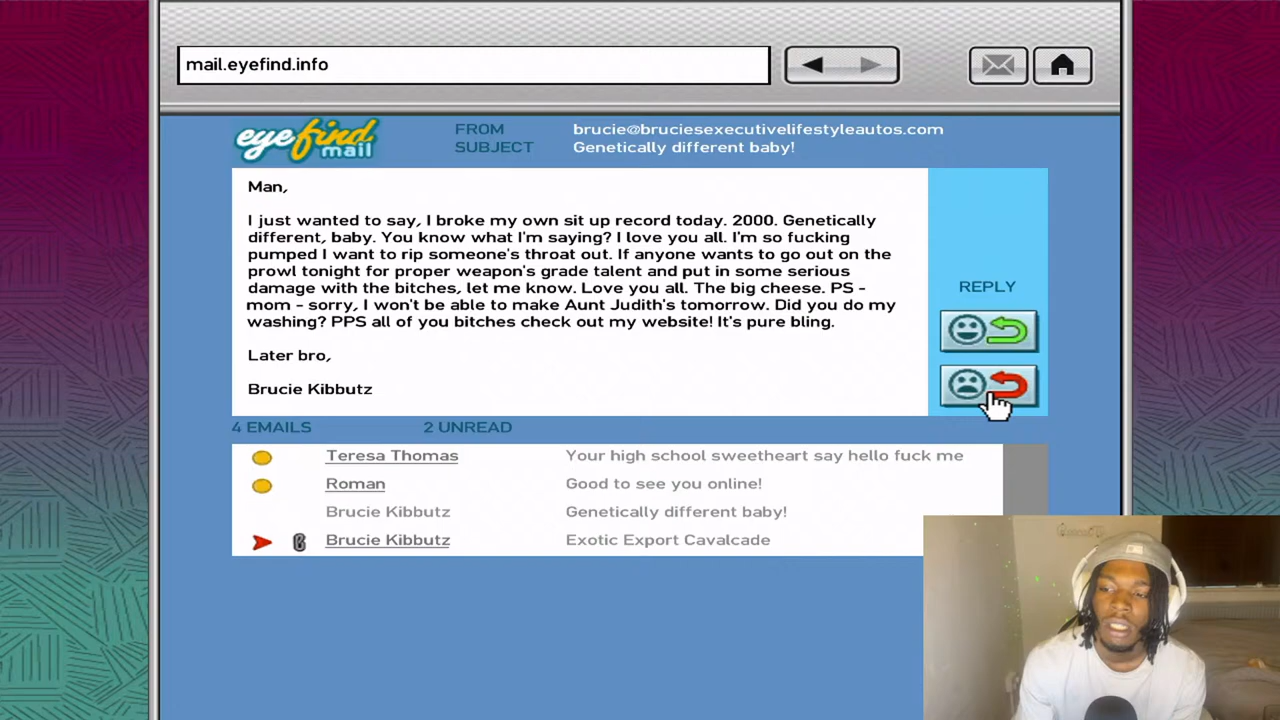 mail.eyefind.info
eyefind mail
FROM brucie@bruciesexecutivelifestyleautos.com
SUBJECT Genetically different baby!
Man,
I just wanted to say, I broke my own sit up record today. 2000. Genetically
different, baby. You know what I'm saying? I love you all. I'm so fucking
pumped I want to rip someone's throat out. If anyone wants to go out on the
prowl tonight for proper weapon's grade talent and put in some serious
damage with the bitches, let me know. Love you all. The big cheese. PS -
mom - sorry, I won't be able to make Aunt Judith's tomorrow. Did you do my
washing? PPS all of you bitches check out my website! It's pure bling.
Later bro,
Brucie Kibbutz
REPLY
4 EMAILS 2 UNREAD
Teresa Thomas Your high school sweetheart say hello fuck me
Roman Good to see you online!
Brucie Kibbutz Genetically different baby!
Brucie Kibbutz Exotic Export Cavalcade